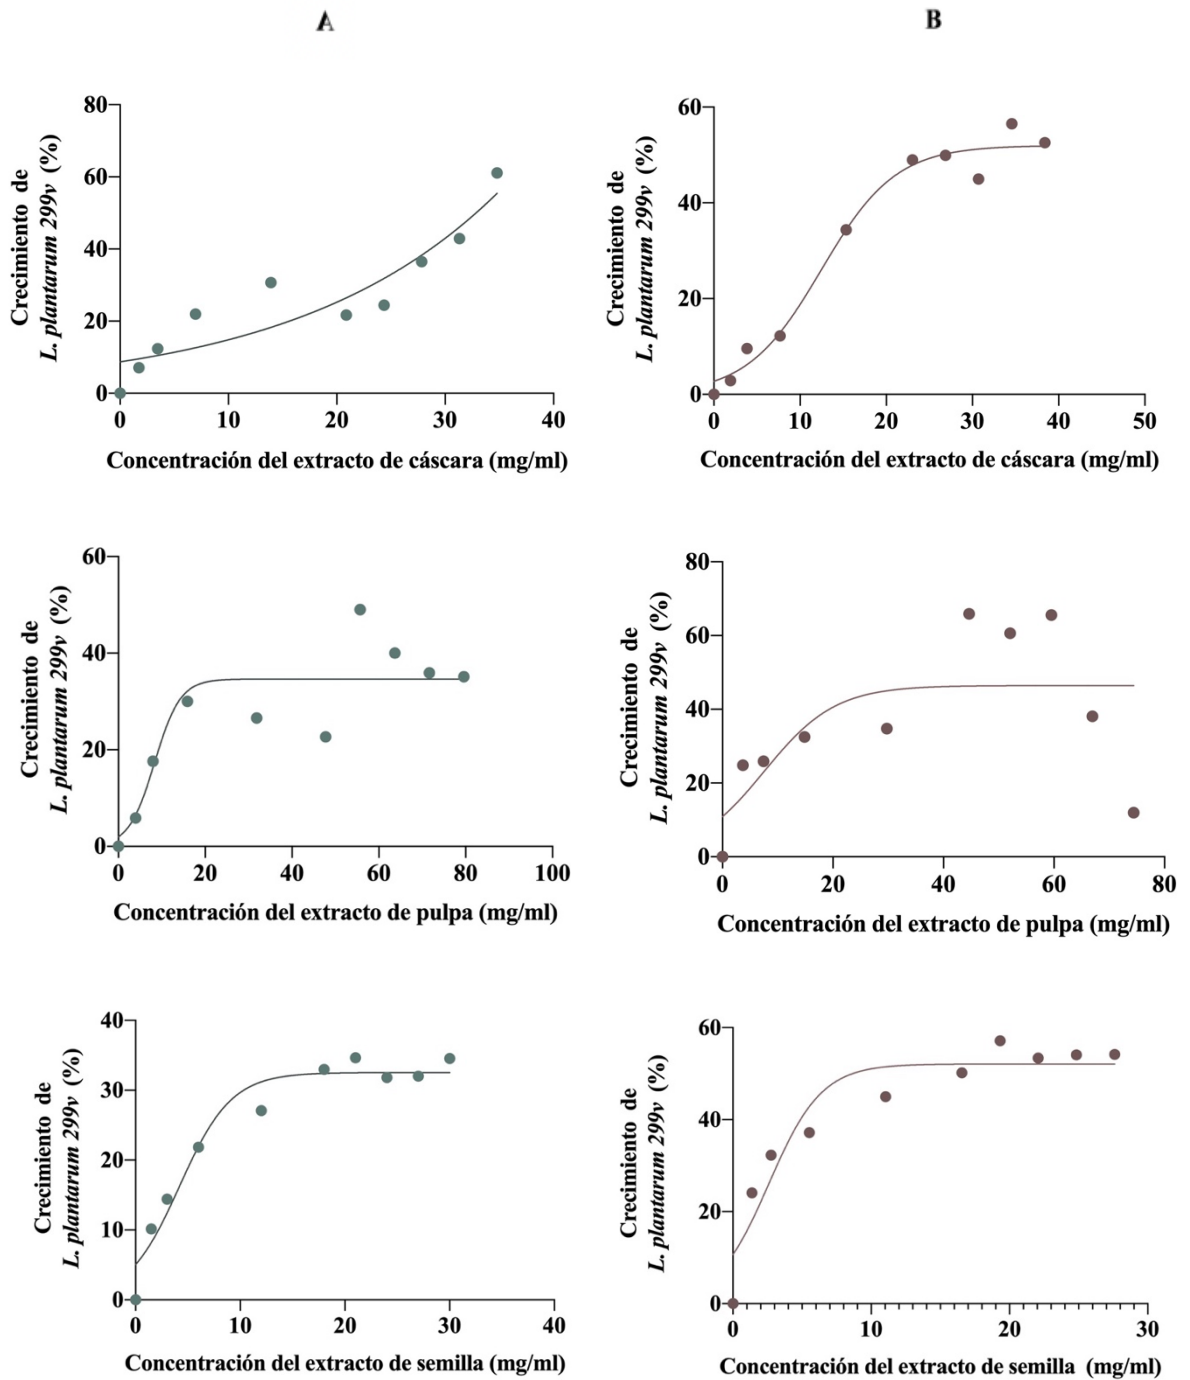 A
B
Crecimiento de
L. plantarum 299v (%)
80
60
40
20
0
0 10 20 30 40
Concentración del extracto de cáscara (mg/ml)
Crecimiento de
L. plantarum 299v (%)
60
40
20
0
0 10 20 30 40 50
Concentración del extracto de cáscara (mg/ml)
Crecimiento de
L. plantarum 299v (%)
60
40
20
0
0 20 40 60 80 100
Concentración del extracto de pulpa (mg/ml)
Crecimiento de
L. plantarum 299v (%)
80
60
40
20
0
0 20 40 60 80
Concentración del extracto de pulpa (mg/ml)
Crecimiento de
L. plantarum 299v (%)
40
30
20
10
0
0 10 20 30 40
Concentración del extracto de semilla (mg/ml)
Crecimiento de
L. plantarum 299v (%)
60
40
20
0
0 10 20 30
Concentración del extracto de semilla (mg/ml)